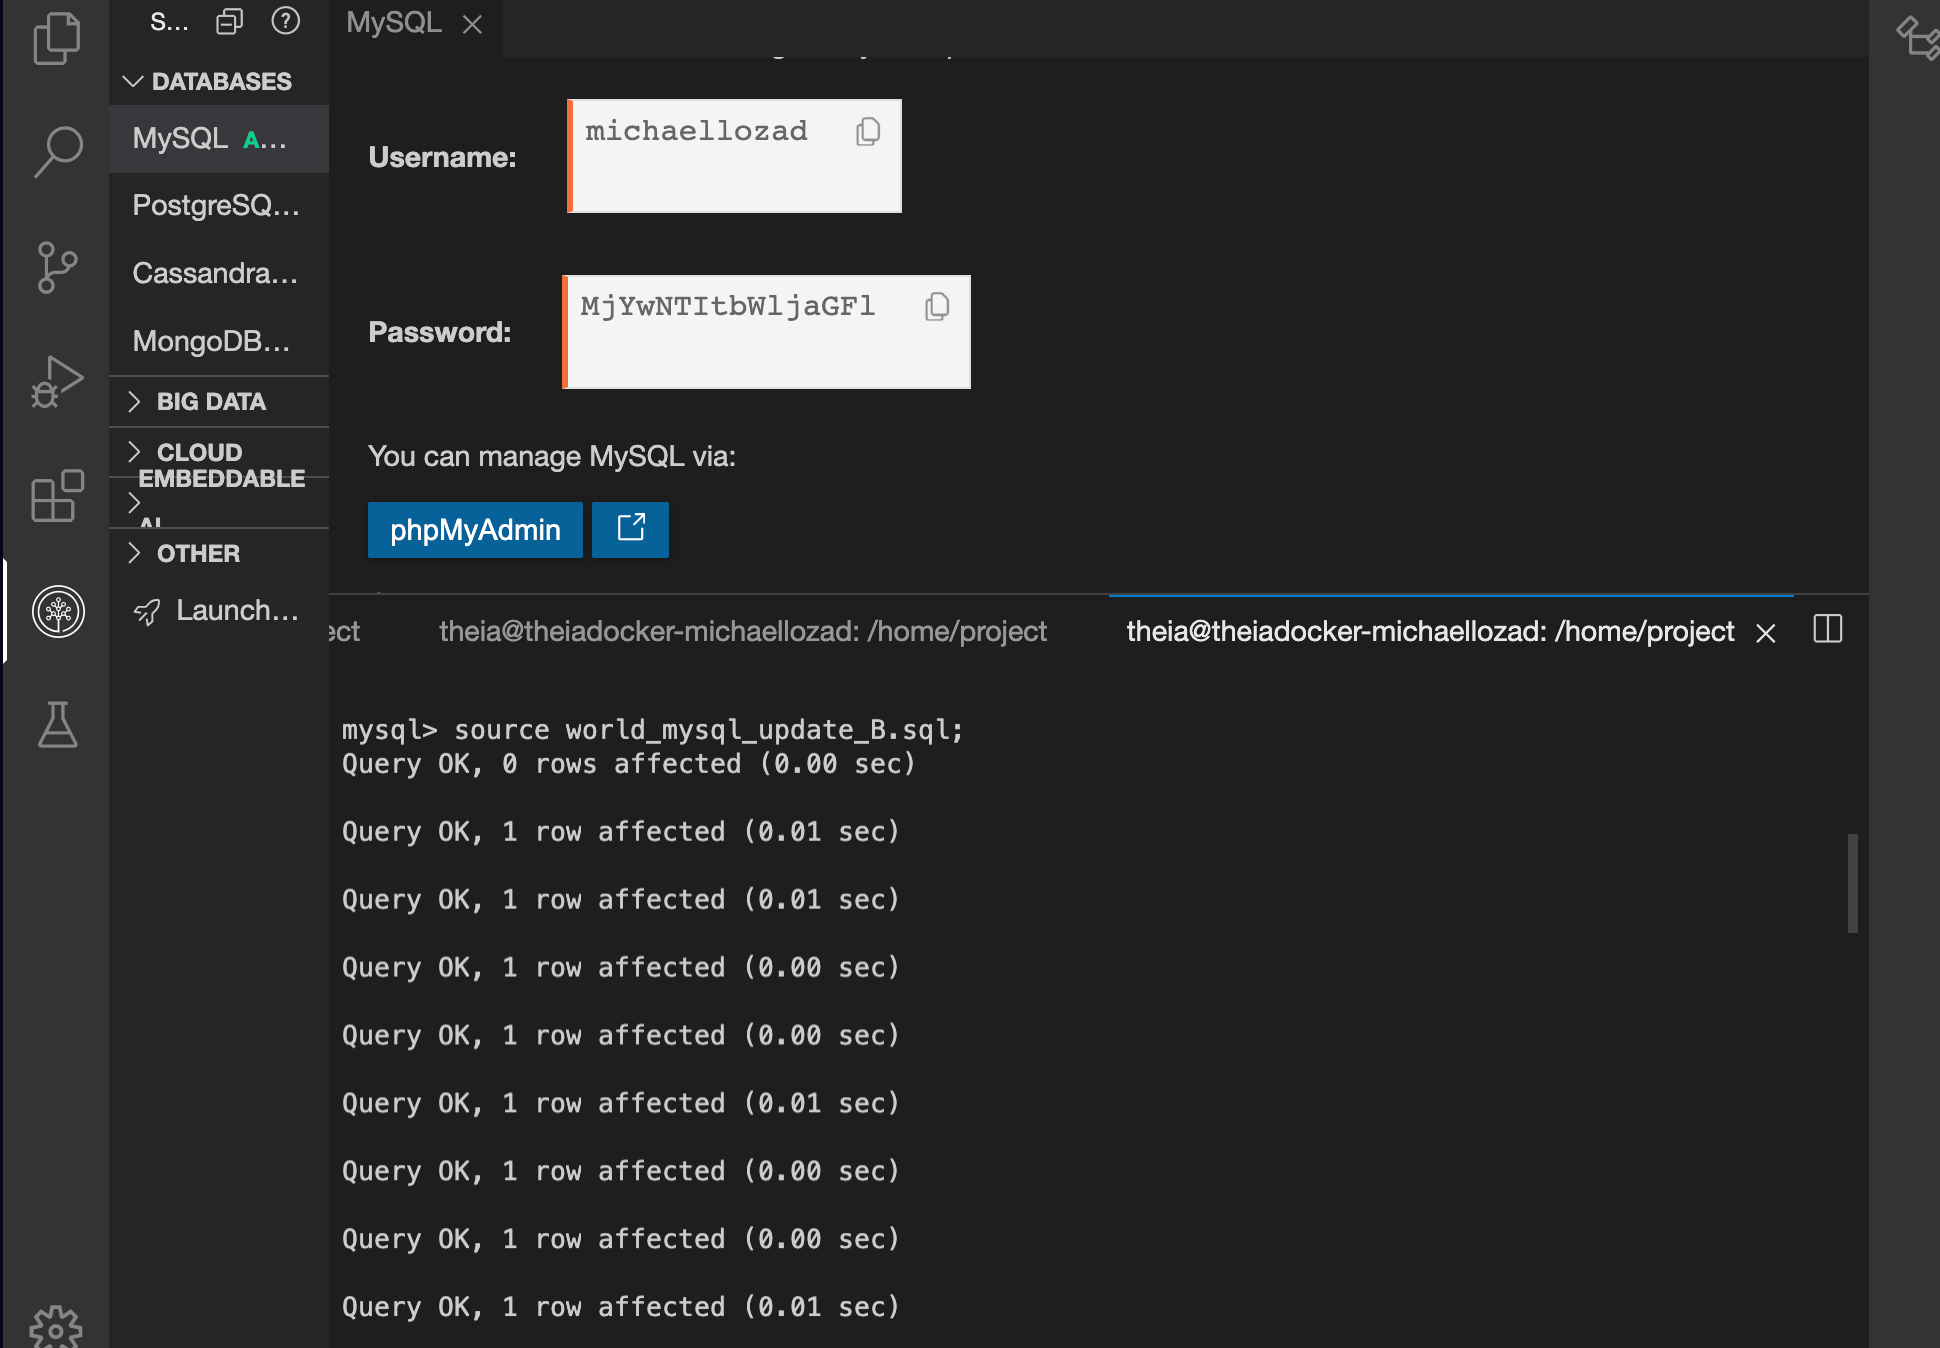 S...
DATABASES
MySQL A...
PostgreSQ...
Cassandra...
MongoDB...
BIG DATA
CLOUD
EMBEDDABLE
AI
OTHER
Launch...
MySQL
Username:
michaellozad
Password:
MjYwNTItbWljaGFl
You can manage MySQL via:
phpMyAdmin
ect
theia@theiadocker-michaellozad: /home/project
theia@theiadocker-michaellozad: /home/project
mysql> source world_mysql_update_B.sql;
Query OK, 0 rows affected (0.00 sec)
Query OK, 1 row affected (0.01 sec)
Query OK, 1 row affected (0.01 sec)
Query OK, 1 row affected (0.00 sec)
Query OK, 1 row affected (0.00 sec)
Query OK, 1 row affected (0.01 sec)
Query OK, 1 row affected (0.00 sec)
Query OK, 1 row affected (0.00 sec)
Query OK, 1 row affected (0.01 sec)